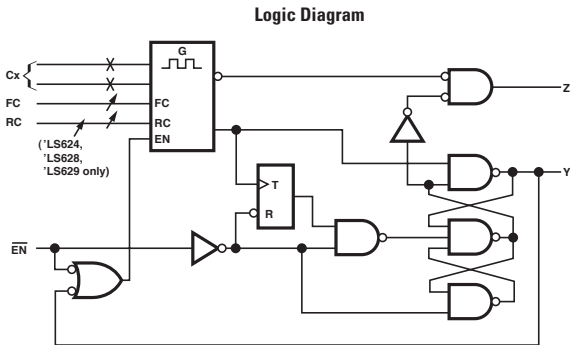 Logic Diagram
G
Cx
FC
FC
RC
RC
EN
('LS624,
'LS628,
'LS629 only)
T
R
EN
Z
Y